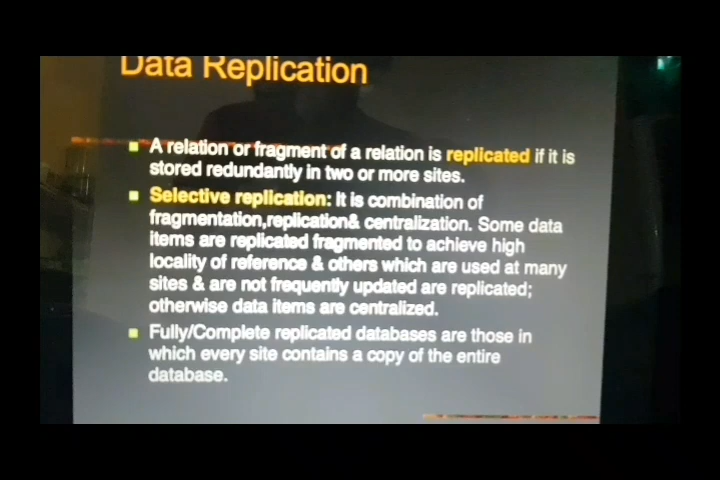 Data Replication
A relation or fragment of a relation is replicated if it is
stored redundantly in two or more sites.
Selective replication: It is combination of
fragmentation,replication& centralization. Some data
items are replicated fragmented to achieve high
locality of reference & others which are used at many
sites & are not frequently updated are replicated;
otherwise data items are centralized.
Fully/Complete replicated databases are those in
which every site contains a copy of the entire
database.